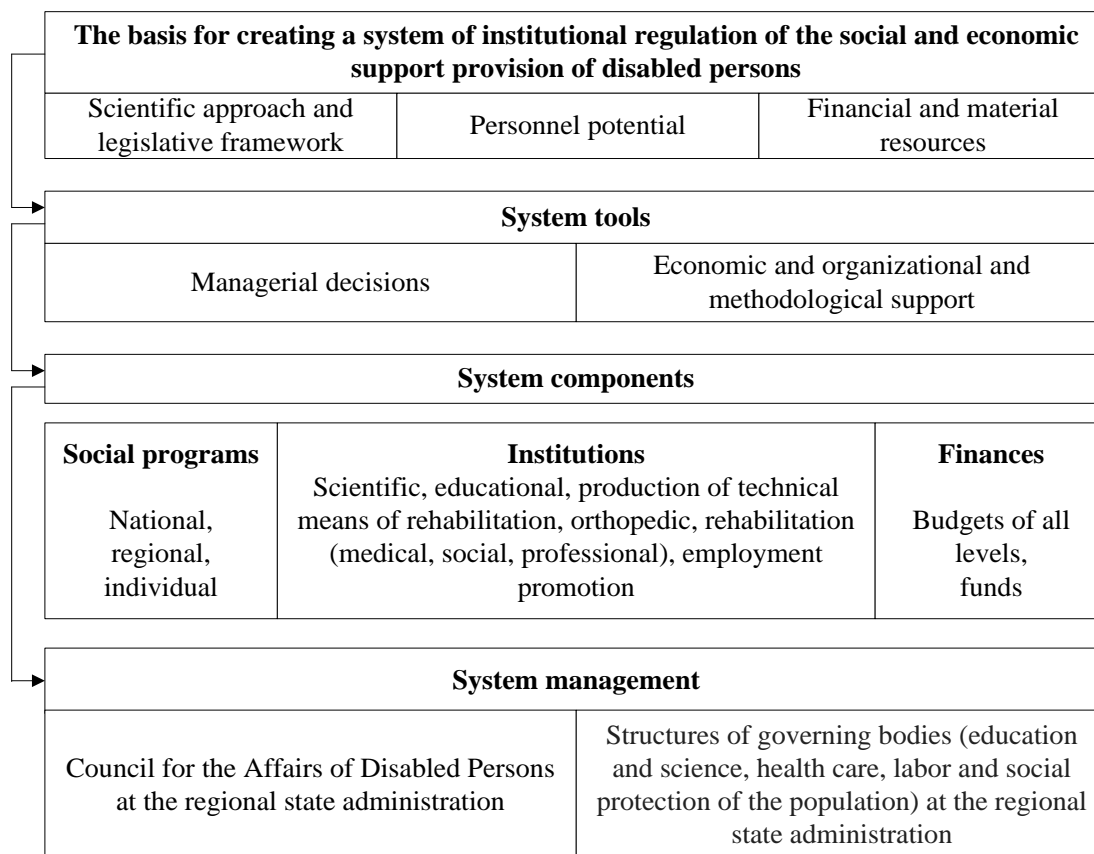 The basis for creating a system of institutional regulation of the social and economic
support provision of disabled persons
Scientific approach and
legislative framework
Personnel potential
Financial and material
resources
System tools
Managerial decisions
Economic and organizational and
methodological support
System components
Social programs
National,
regional,
individual
Institutions
Scientific, educational, production of technical
means of rehabilitation, orthopedic, rehabilitation
(medical, social, professional), employment
promotion
Finances
Budgets of all
levels,
funds
System management
Council for the Affairs of Disabled Persons
at the regional state administration
Structures of governing bodies (education
and science, health care, labor and social
protection of the population) at the regional
state administration